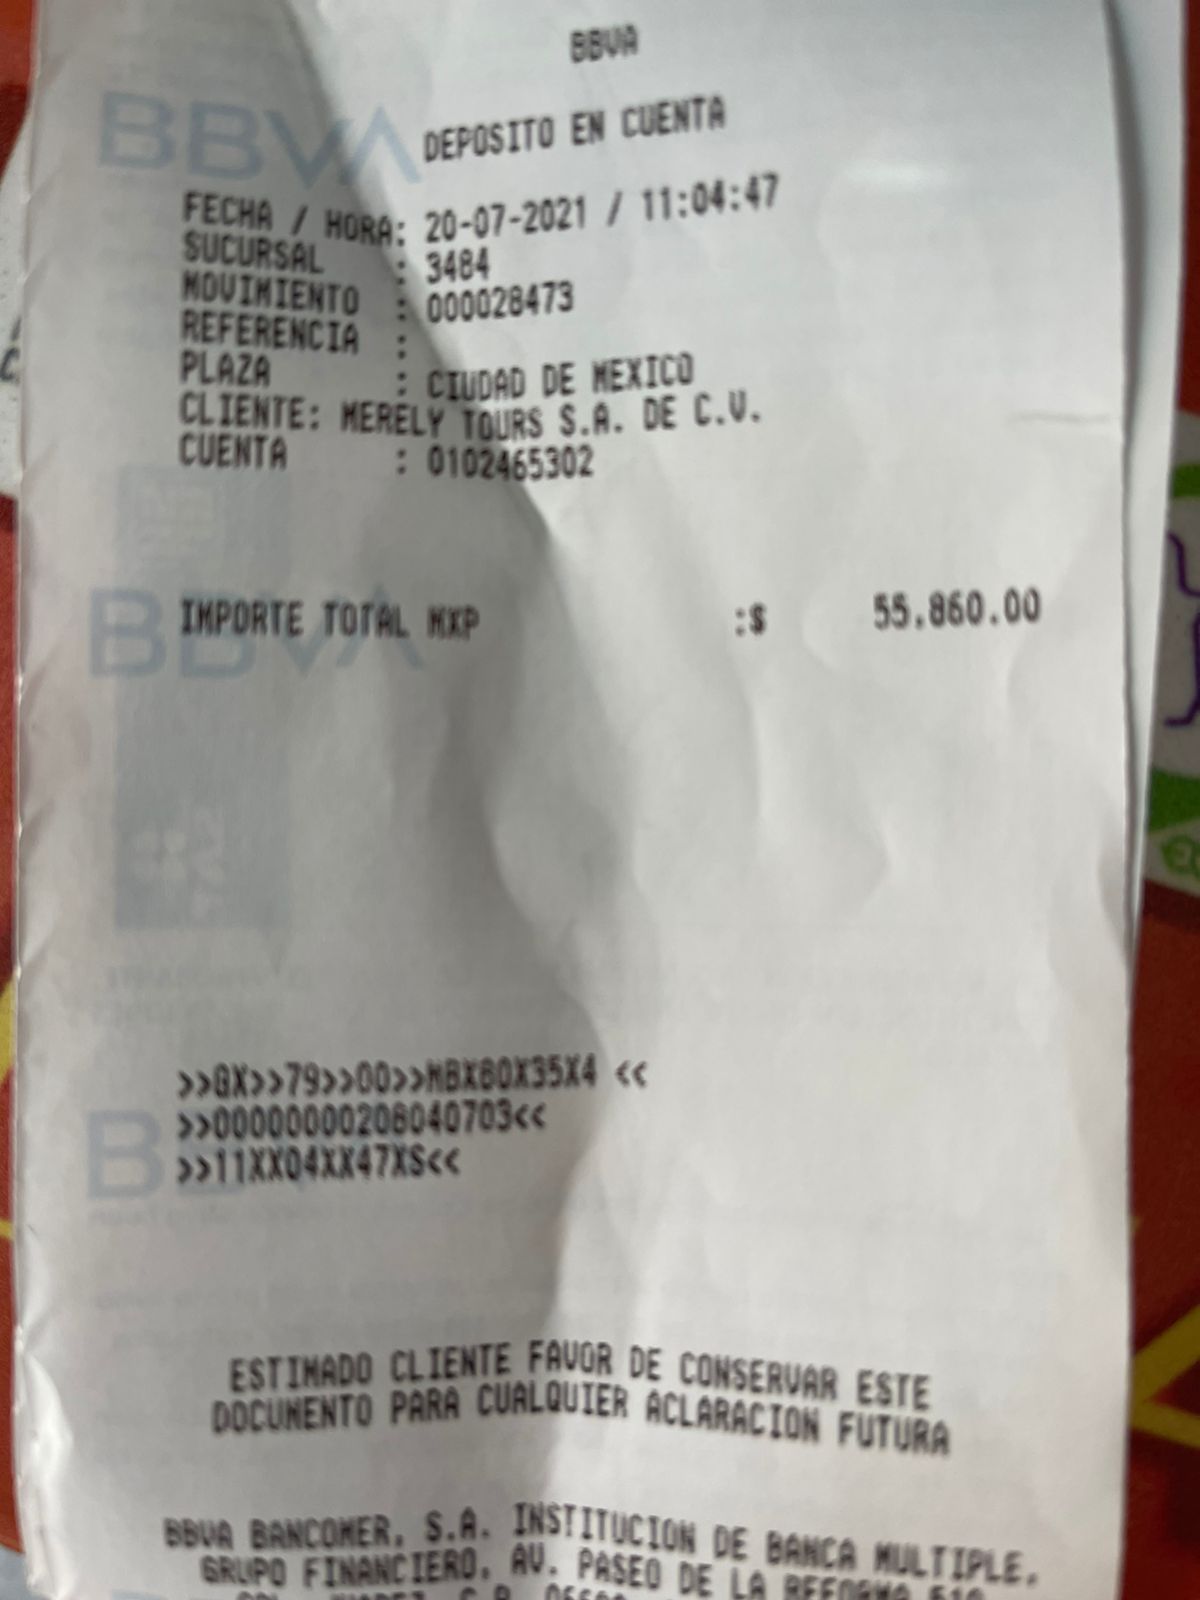 BBVA
DEPOSITO EN CUENTA
FECHA / HORA: 20-07-2021 / 11:04:47
SUCURSAL : 3484
MOVIMIENTO : 000028473
REFERENCIA :
PLAZA : CIUDAD DE MEXICO
CLIENTE: MERELY TOURS S.A. DE C.V.
CUENTA : 0102465302
IMPORTE TOTAL MXP :$ 55,860.00
>>GX>>79>>00>>MBX80X35X4 <<
>>00000000208040703<<
>>11XX04XX47XS<<
ESTIMADO CLIENTE FAVOR DE CONSERVAR ESTE
DOCUMENTO PARA CUALQUIER ACLARACION FUTURA
BBVA BANCOMER, S.A. INSTITUCION DE BANCA MULTIPLE,
GRUPO FINANCIERO, AV. PASEO DE LA REFORMA 510